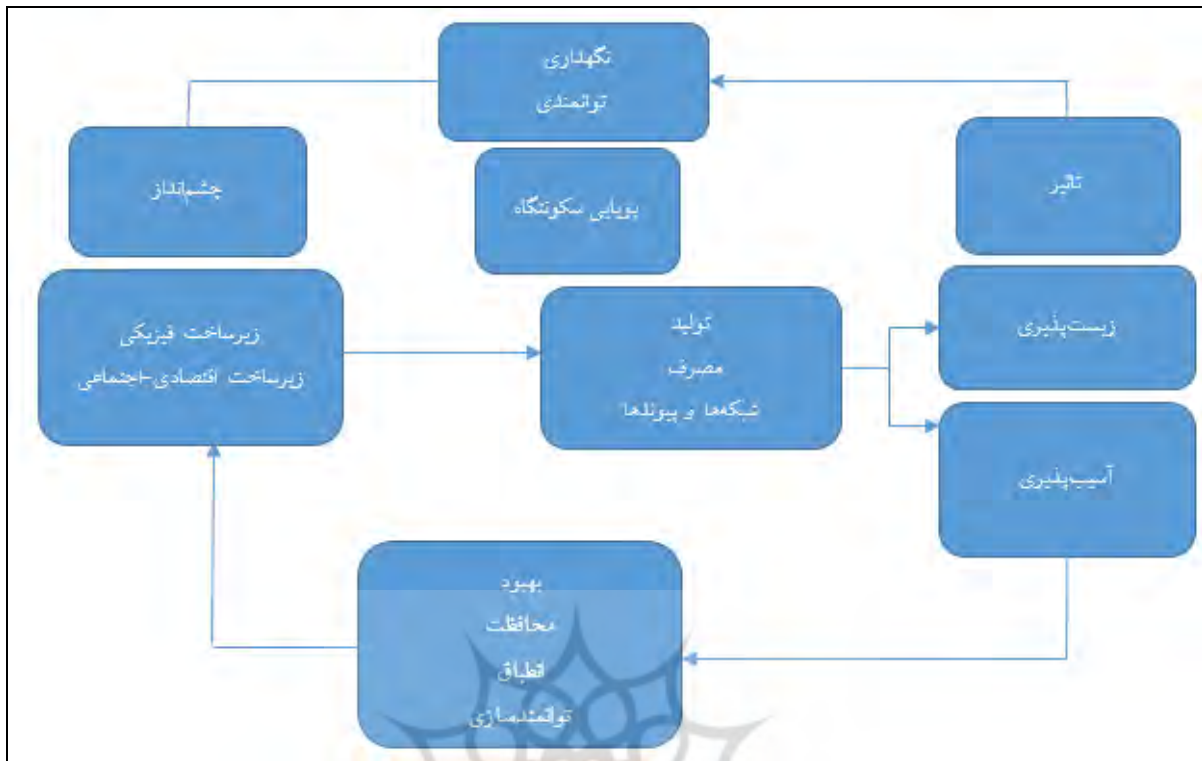 نگهداری
توانمندی
تاثیر
چشم‌انداز
پویایی سکونتگاه
زیست‌پذیری
زیرساخت فیزیکی
زیرساخت اقتصادی-اجتماعی
تولید
مصرف
شبکه‌ها و پیوندها
آسیب‌پذیری
بهبود
محافظت
انطباق
توانمندسازی